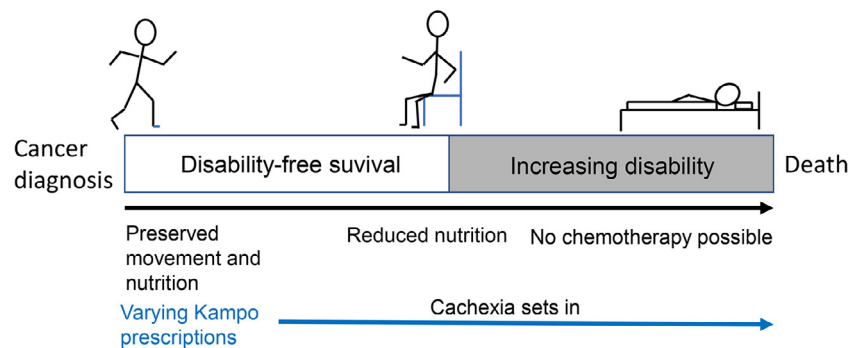 Cancer
diagnosis
Disability-free suvival
Increasing disability
Death
Preserved
movement and
nutrition
Reduced nutrition
No chemotherapy possible
Varying Kampo
prescriptions
Cachexia sets in